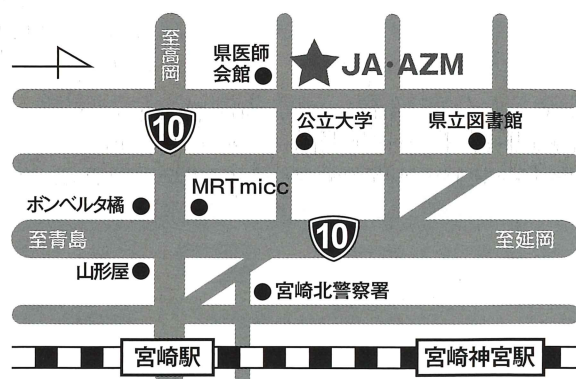 至高岡
県医師
会館
JA・AZM
10
公立大学
県立図書館
ボンベルタ橘
MRTmicc
至青島
10
至延岡
山形屋
宮崎北警察署
宮崎駅
宮崎神宮駅